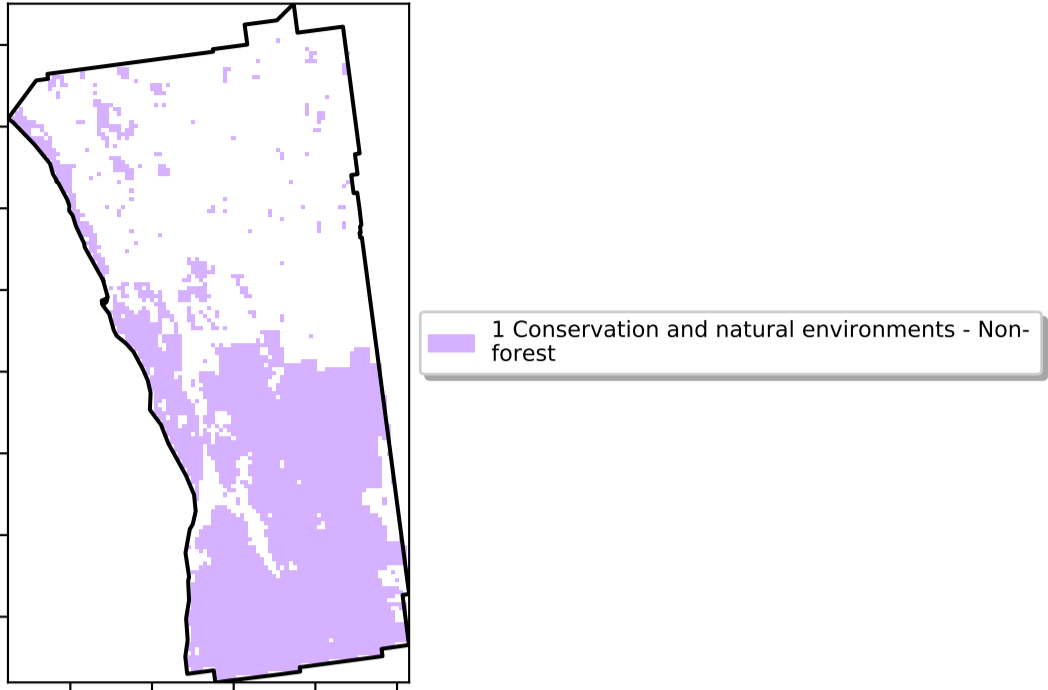 1 Conservation and natural environments - Non-
forest